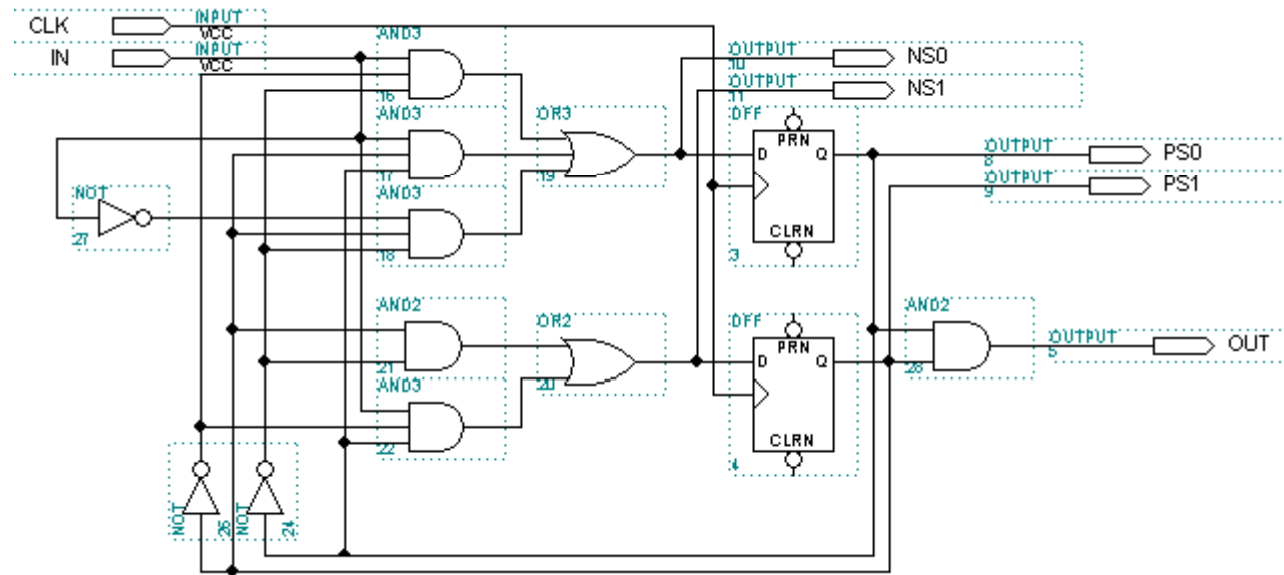 CLK INPUT VCC
IN INPUT VCC
AND3
16
OUTPUT NS0
10
OUTPUT NS1
11
AND3
17
OR3
19
DFF
PRN
D Q
CLRN
3
OUTPUT PS0
8
OUTPUT PS1
9
NOT
27
AND3
18
AND2
21
OR2
20
DFF
PRN
D Q
CLRN
4
AND2
28
OUTPUT OUT
5
AND3
22
NOT 26
NOT 24